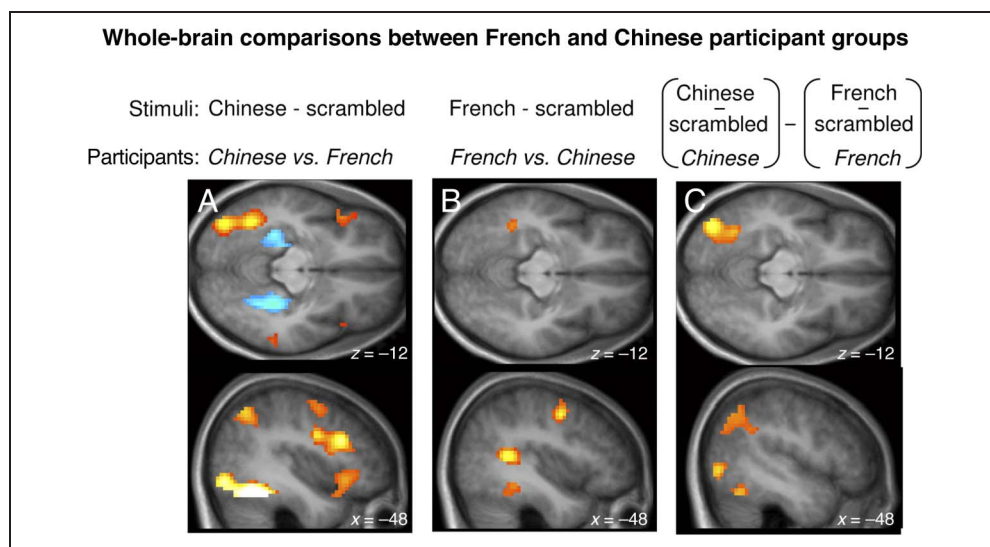 Whole-brain comparisons between French and Chinese participant groups
Stimuli: Chinese - scrambled
French - scrambled
Chinese
–
scrambled
–
French
–
scrambled
Participants: Chinese vs. French
French vs. Chinese
Chinese
French
A
B
C
z = –12
z = –12
z = –12
x = –48
x = –48
x = –48